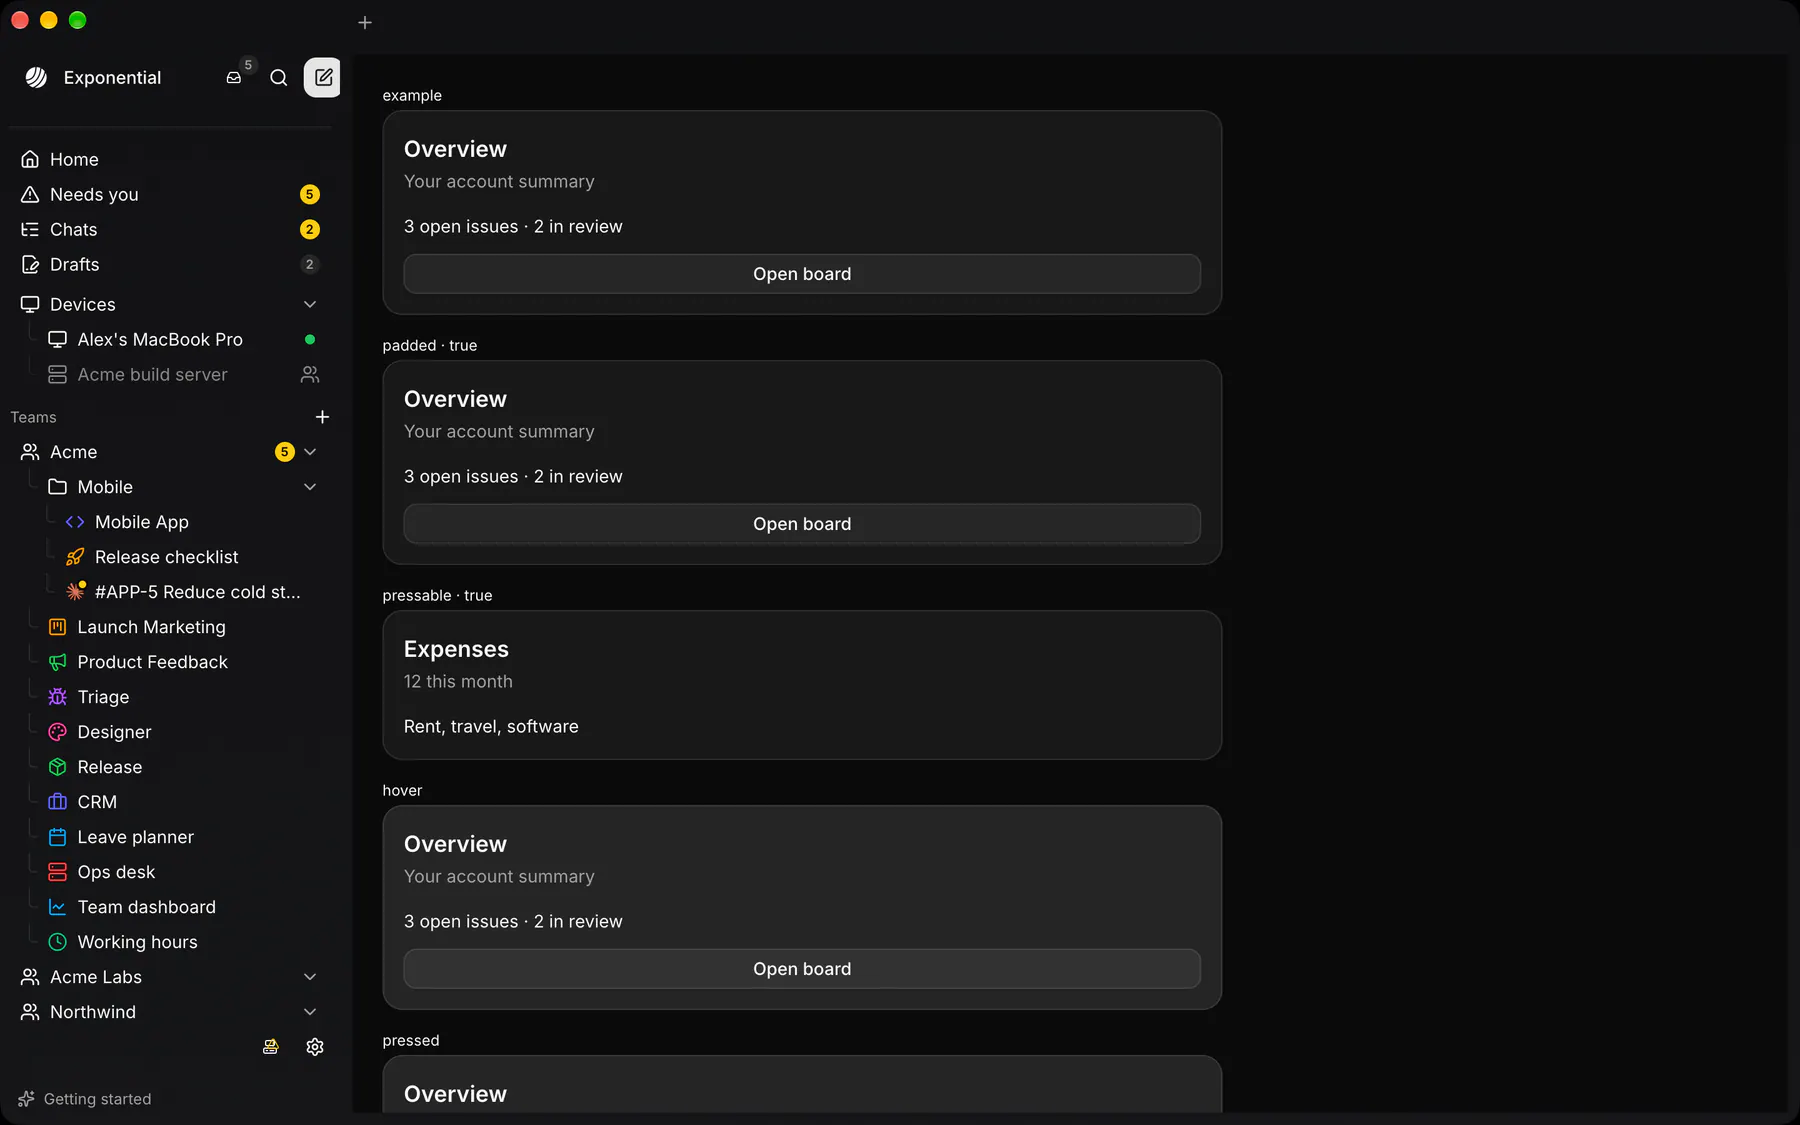 Exponential
5
Home
Needs you
5
Chats
2
Drafts
2
Devices
Alex's MacBook Pro
Acme build server
Teams
Acme
5
Mobile
Mobile App
Release checklist
#APP-5 Reduce cold st...
Launch Marketing
Product Feedback
Triage
Designer
Release
CRM
Leave planner
Ops desk
Team dashboard
Working hours
Acme Labs
Northwind
Getting started
example
Overview
Your account summary
3 open issues · 2 in review
Open board
padded · true
Overview
Your account summary
3 open issues · 2 in review
Open board
pressable · true
Expenses
12 this month
Rent, travel, software
hover
Overview
Your account summary
3 open issues · 2 in review
Open board
pressed
Overview